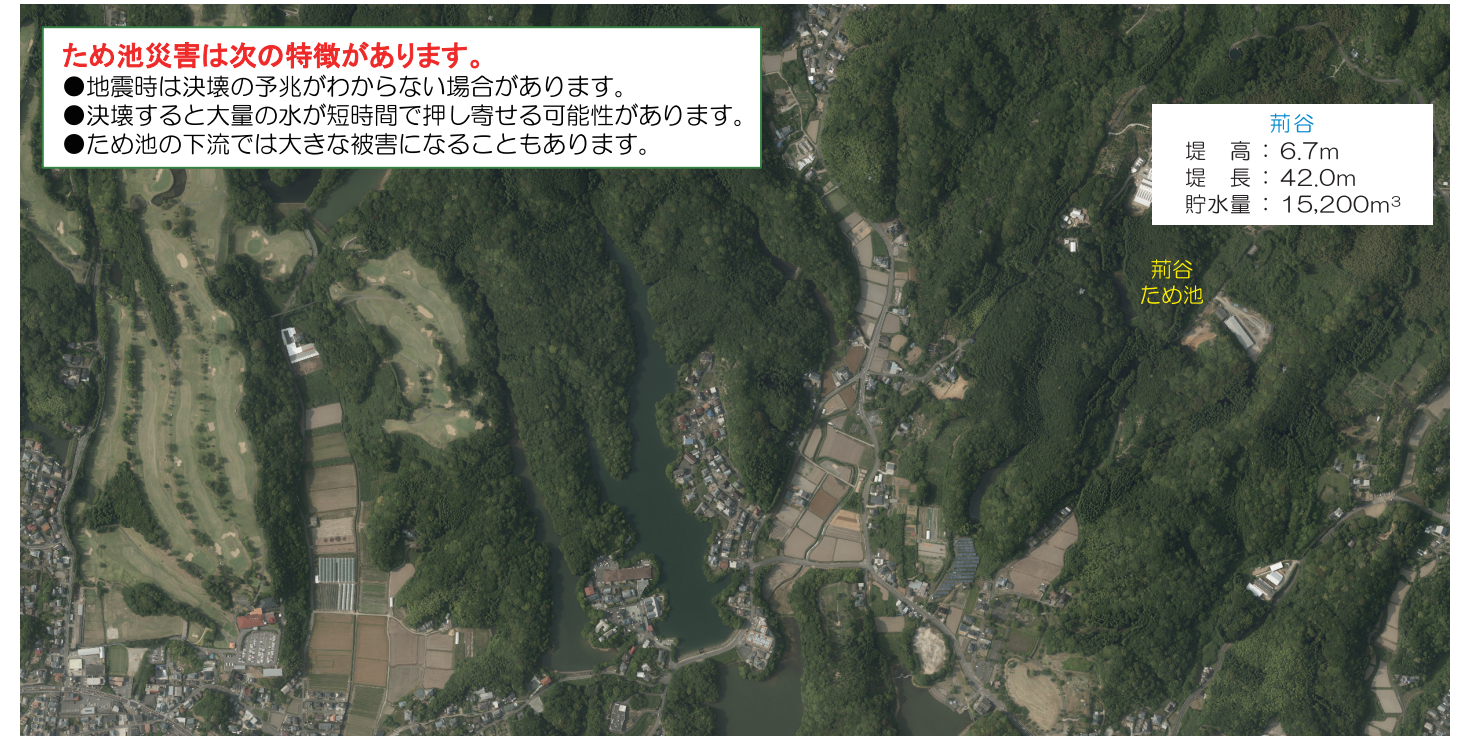 ため池災害は次の特徴があります。
●地震時は決壊の予兆がわからない場合があります。
●決壊すると大量の水が短時間で押し寄せる可能性があります。
●ため池の下流では大きな被害になることもあります。
荊谷
堤　高：6.7m
堤　長：42.0m
貯水量：15,200m³
荊谷
ため池